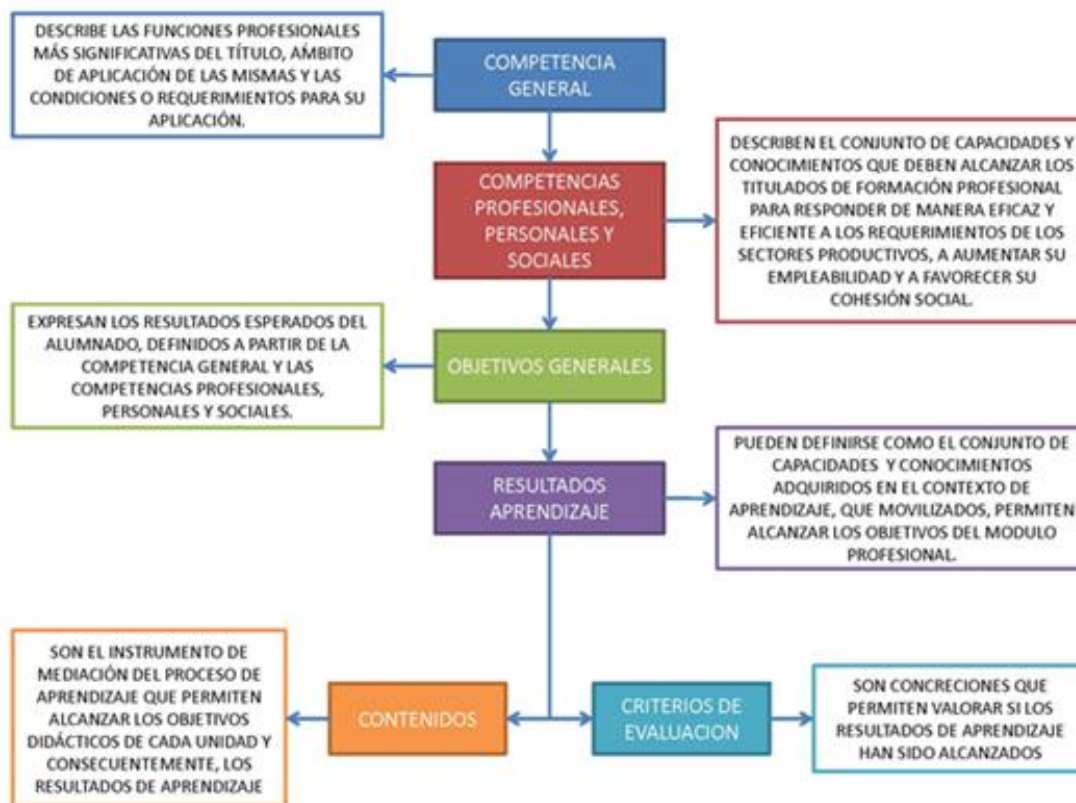 DESCRIBE LAS FUNCIONES PROFESIONALES
MÁS SIGNIFICATIVAS DEL TÍTULO, AMÍBITO
DE APLICACIÓN DE LAS MISMAS Y LAS
CONDICIONES O REQUERIMIENTOS PARA SU
APLICACIÓN.
COMPETENCIA
GENERAL
COMPETENCIAS
PROFESIONALES,
PERSONALES Y
SOCIALES
DESCRIBEN EL CONJUNTO DE CAPACIDADES Y
CONOCIMIENTOS QUE DEBEN ALCANZAR LOS
TITULADOS DE FORMACIÓN PROFESIONAL
PARA RESPONDER DE MANERA EFICAZ Y
EFICIENTE A LOS REQUERIMIENTOS DE LOS
SECTORES PRODUCTIVOS, A AUMENTAR SU
EMPLEABILIDAD Y A FAVORECER SU
COHESIÓN SOCIAL.
EXPRESAN LOS RESULTADOS ESPERADOS DEL
ALUMNADO, DEFINIDOS A PARTIR DE LA
COMPETENCIA GENERAL Y LAS
COMPETENCIAS PROFESIONALES,
PERSONALES Y SOCIALES.
OBJETIVOS GENERALES
RESULTADOS
APRENDIZAJE
PUEDEN DEFINIRSE COMO EL CONJUNTO DE
CAPACIDADES Y CONOCIMIENTOS
ADQUIRIDOS EN EL CONTEXTO DE
APRENDIZAJE, QUE MOVILIZADOS, PERMITEN
ALCANZAR LOS OBJETIVOS DEL MODULO
PROFESIONAL.
SON EL INSTRUMENTO DE
MEDIACIÓN DEL PROCESO DE
APRENDIZAJE QUE PERMITEN
ALCANZAR LOS OBJETIVOS
DIDÁCTICOS DE CADA UNIDAD Y
CONSECUENTEMENTE, LOS
RESULTADOS DE APRENDIZAJE
CONTENIDOS
CRITERIOS DE
EVALUACION
SON CONCRECIONES QUE
PERMITEN VALORAR SI LOS
RESULTADOS DE APRENDIZAJE
HAN SIDO ALCANZADOS